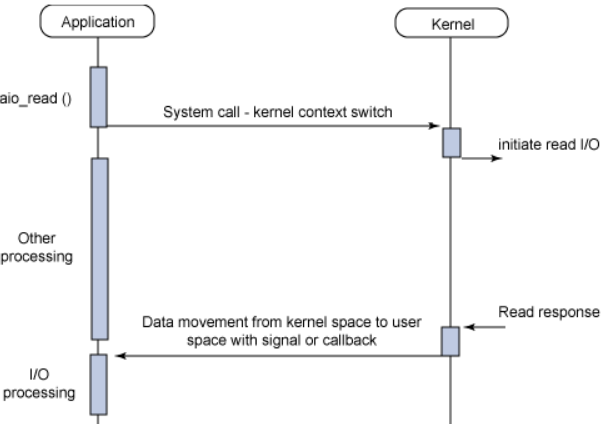 Application
Kernel
aio_read ()
System call - kernel context switch
initiate read I/O
Other
processing
Read response
Data movement from kernel space to user
space with signal or callback
I/O
processing